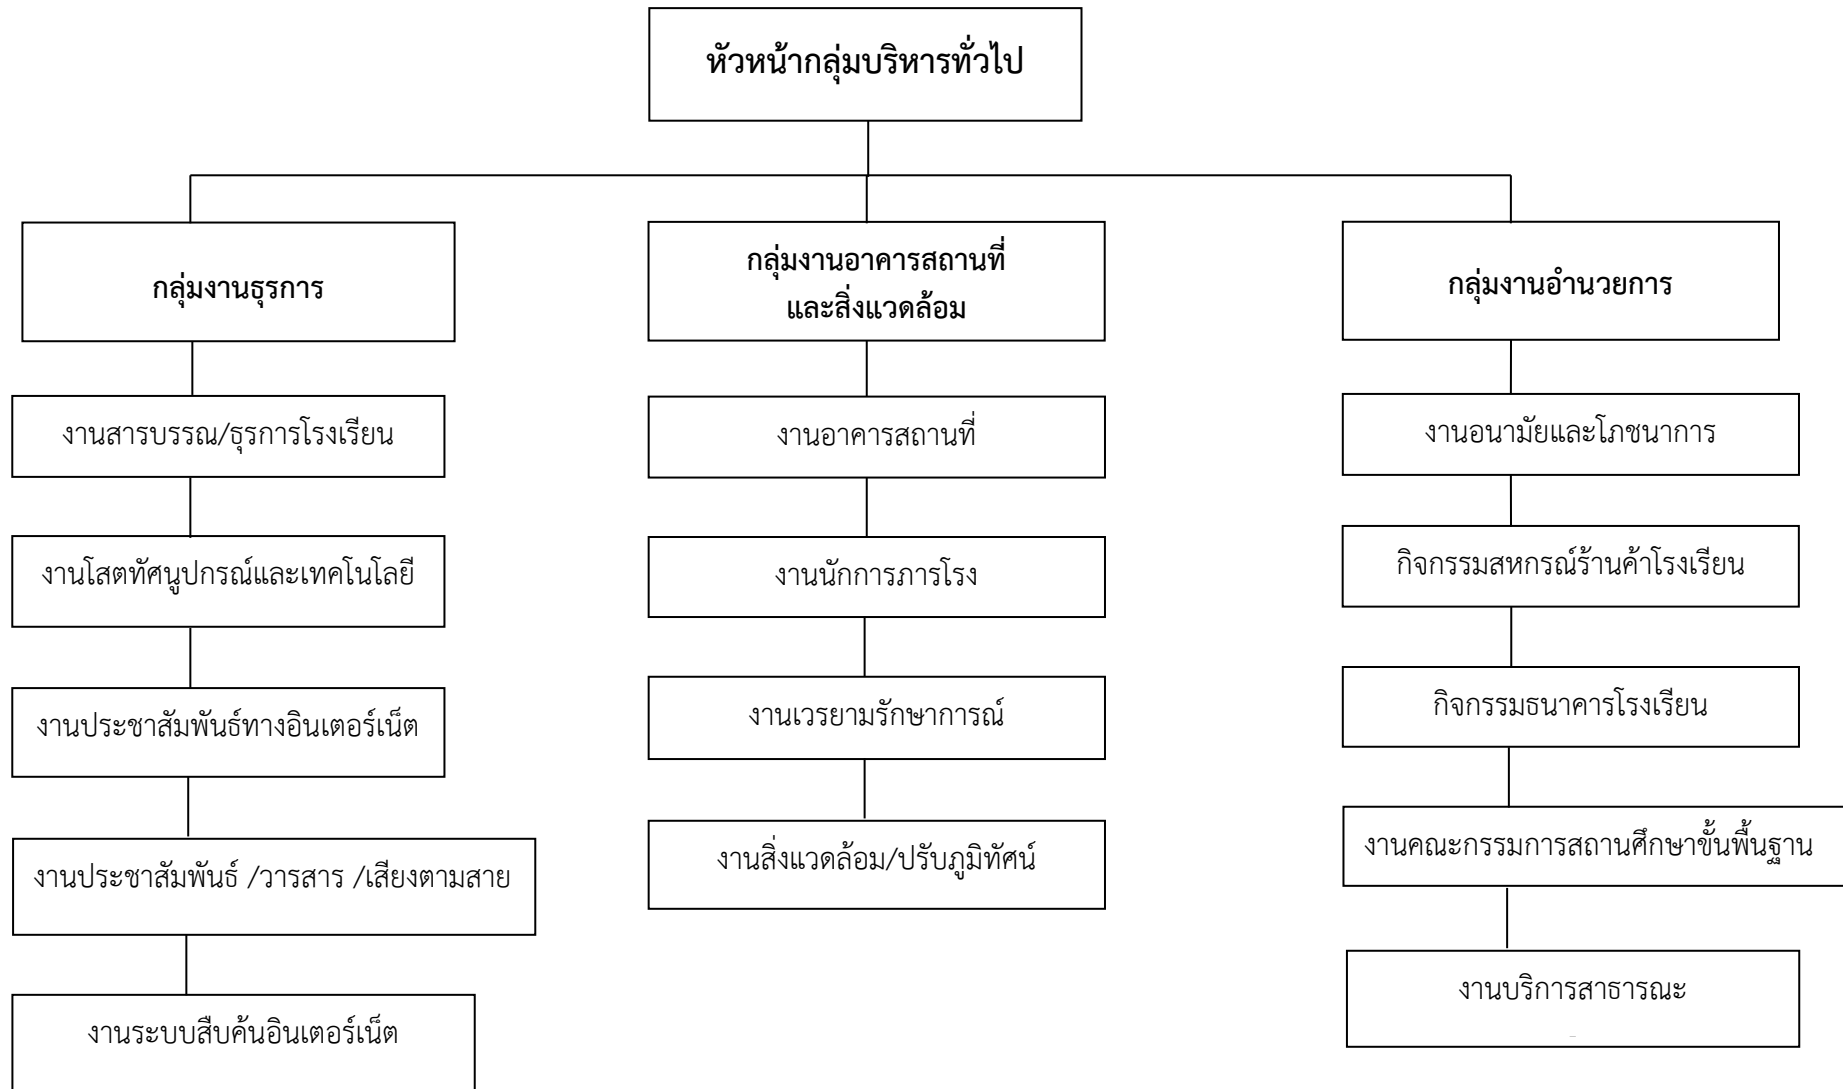 หัวหน้ากลุ่มบริหารทั่วไป
กลุ่มงานธุรการ
งานสารบรรณ/ธุรการโรงเรียน
งานโสตทัศนูปกรณ์และเทคโนโลยี
งานประชาสัมพันธ์ทางอินเตอร์เน็ต
งานประชาสัมพันธ์ /วารสาร /เสียงตามสาย
งานระบบสืบค้นอินเตอร์เน็ต
กลุ่มงานอาคารสถานที่
และสิ่งแวดล้อม
งานอาคารสถานที่
งานนักการภารโรง
งานเวรยามรักษาการณ์
งานสิ่งแวดล้อม/ปรับภูมิทัศน์
กลุ่มงานอำนวยการ
งานอนามัยและโภชนาการ
กิจกรรมสหกรณ์ร้านค้าโรงเรียน
กิจกรรมธนาคารโรงเรียน
งานคณะกรรมการสถานศึกษาขั้นพื้นฐาน
งานบริการสาธารณะ